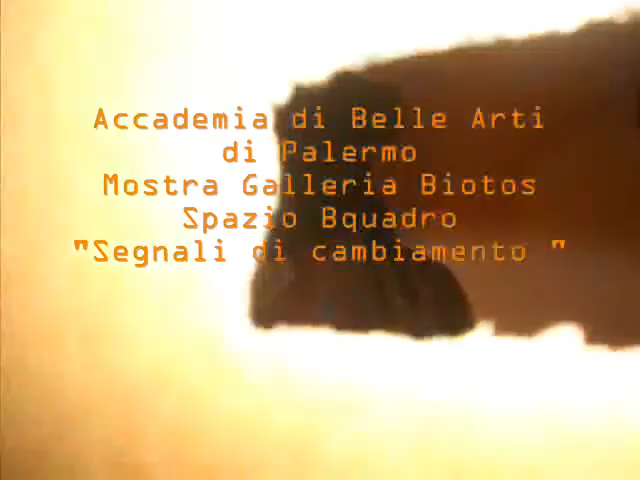 Accademia di Belle Arti
di Palermo
Mostra Galleria Biotos
Spazio Bquadro
"Segnali di cambiamento "